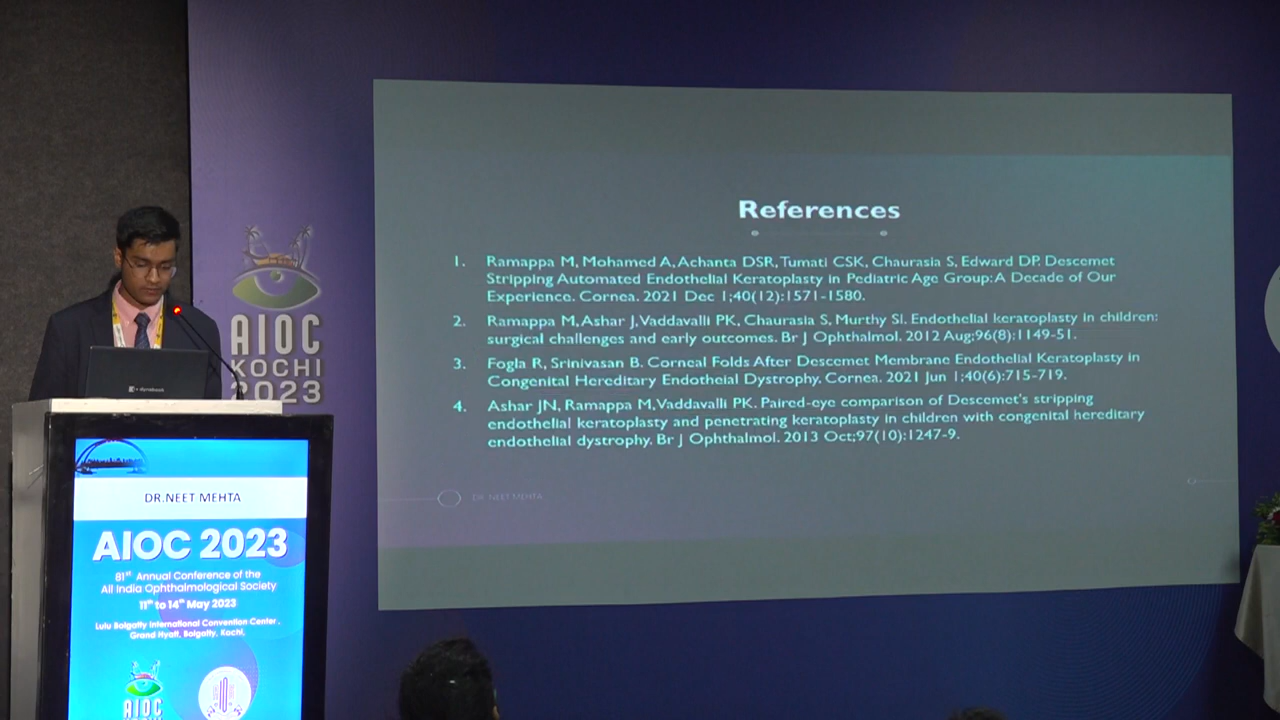 References
1. Ramappa M, Mohamed A, Achanta DSR, Tumati CSK, Chaurasia S, Edward DP. Descemet
Stripping Automated Endothelial Keratoplasty in Pediatric Age Group: A Decade of Our
Experience. Cornea. 2021 Dec 1;40(12):1571-1580.
2. Ramappa M, Ashar J, Vaddavalli PK, Chaurasia S, Murthy SI. Endothelial keratoplasty in children:
surgical challenges and early outcomes. Br J Ophthalmol. 2012 Aug;96(8):1149-51.
3. Fogla R, Srinivasan B. Corneal Folds After Descemet Membrane Endothelial Keratoplasty in
Congenital Hereditary Endotheial Dystrophy. Cornea. 2021 Jun 1;40(6):715-719.
4. Ashar JN, Ramappa M, Vaddavalli PK. Paired-eye comparison of Descemet's stripping
endothelial keratoplasty and penetrating keratoplasty in children with congenital hereditary
endothelial dystrophy. Br J Ophthalmol. 2013 Oct;97(10):1247-9.
DR. NEET MEHTA
AIOC
KOCHI
2023
dynabook
DR.NEET MEHTA
AIOC 2023
81st Annual Conference of the
All India Ophthalmological Society
11th to 14th May 2023
Lulu Bolgatty International Convention Center,
Grand Hyatt, Bolgatty, Kochi,
AIOC